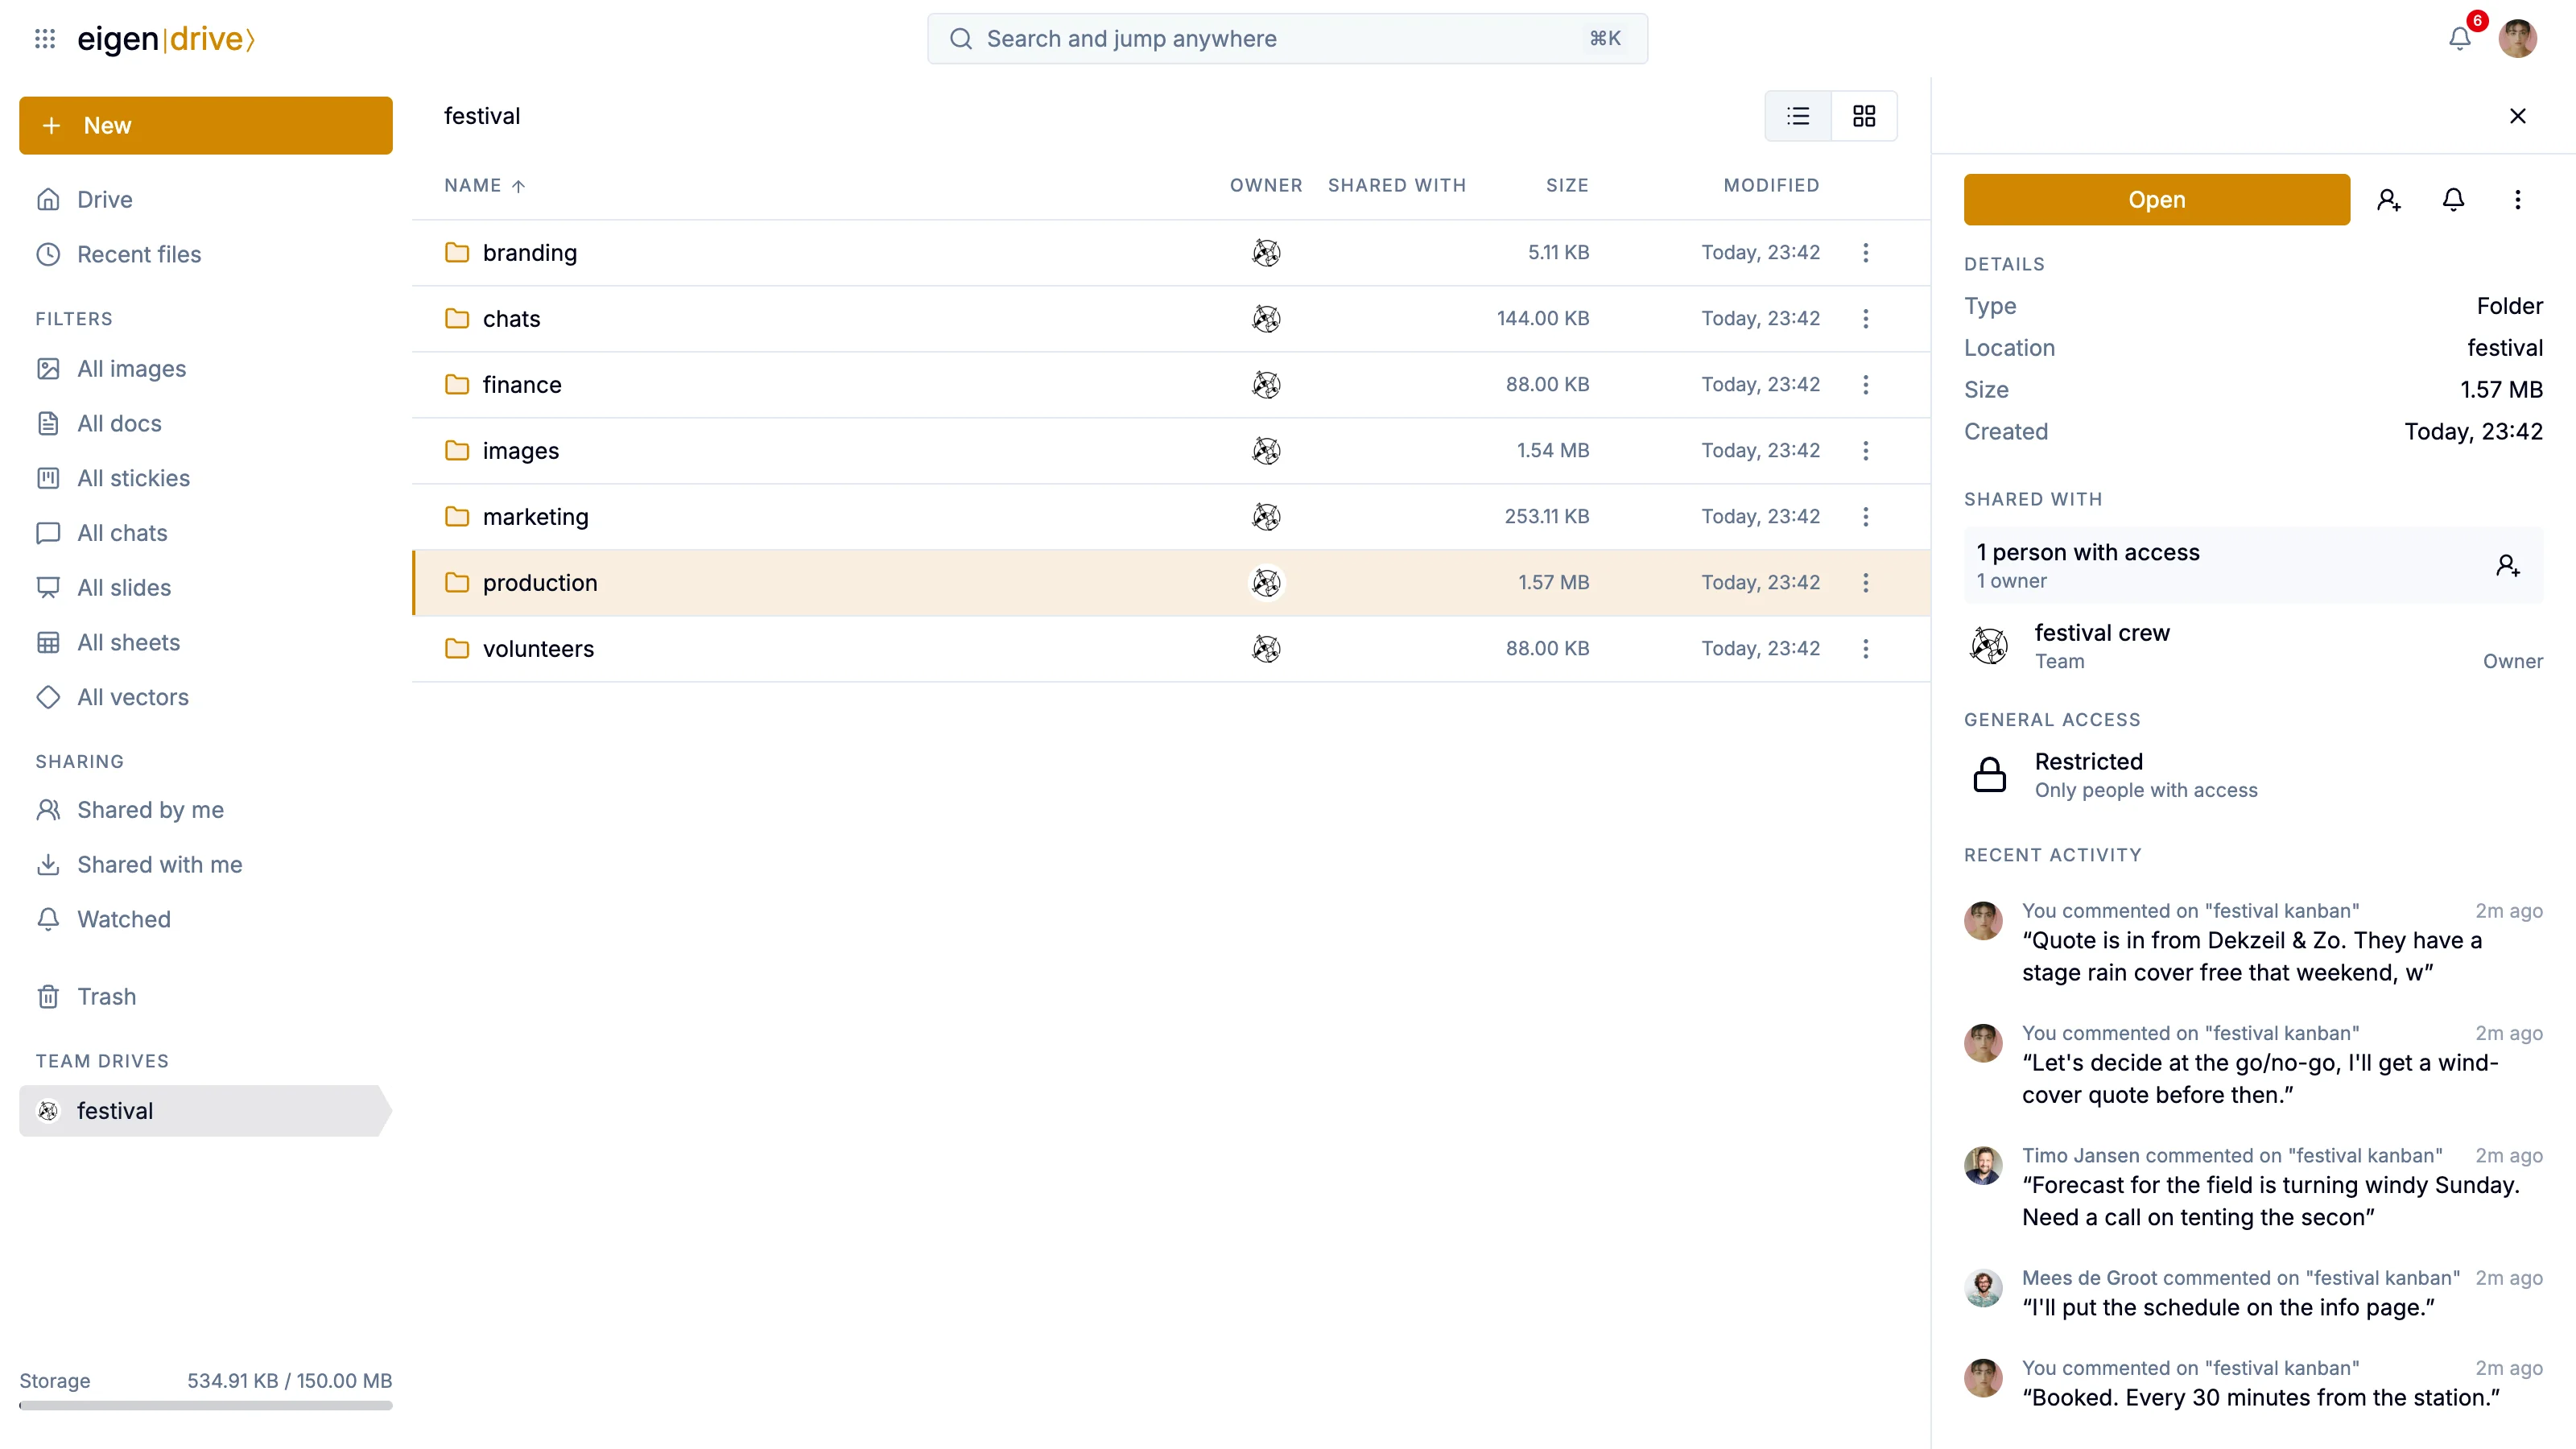 eigen|drive⟩
Search and jump anywhere ⌘K
6
New
Drive
Recent files
FILTERS
All images
All docs
All stickies
All chats
All slides
All sheets
All vectors
SHARING
Shared by me
Shared with me
Watched
Trash
TEAM DRIVES
festival
Storage 534.91 KB / 150.00 MB
festival
NAME OWNER SHARED WITH SIZE MODIFIED
branding 5.11 KB Today, 23:42
chats 144.00 KB Today, 23:42
finance 88.00 KB Today, 23:42
images 1.54 MB Today, 23:42
marketing 253.11 KB Today, 23:42
production 1.57 MB Today, 23:42
volunteers 88.00 KB Today, 23:42
Open
DETAILS
Type Folder
Location festival
Size 1.57 MB
Created Today, 23:42
SHARED WITH
1 person with access
1 owner
festival crew
Team Owner
GENERAL ACCESS
Restricted
Only people with access
RECENT ACTIVITY
You commented on "festival kanban" 2m ago
“Quote is in from Dekzeil & Zo. They have a
stage rain cover free that weekend, w”
You commented on "festival kanban" 2m ago
“Let's decide at the go/no-go, I'll get a wind-
cover quote before then.”
Timo Jansen commented on "festival kanban" 2m ago
“Forecast for the field is turning windy Sunday.
Need a call on tenting the secon”
Mees de Groot commented on "festival kanban" 2m ago
“I'll put the schedule on the info page.”
You commented on "festival kanban" 2m ago
“Booked. Every 30 minutes from the station.”